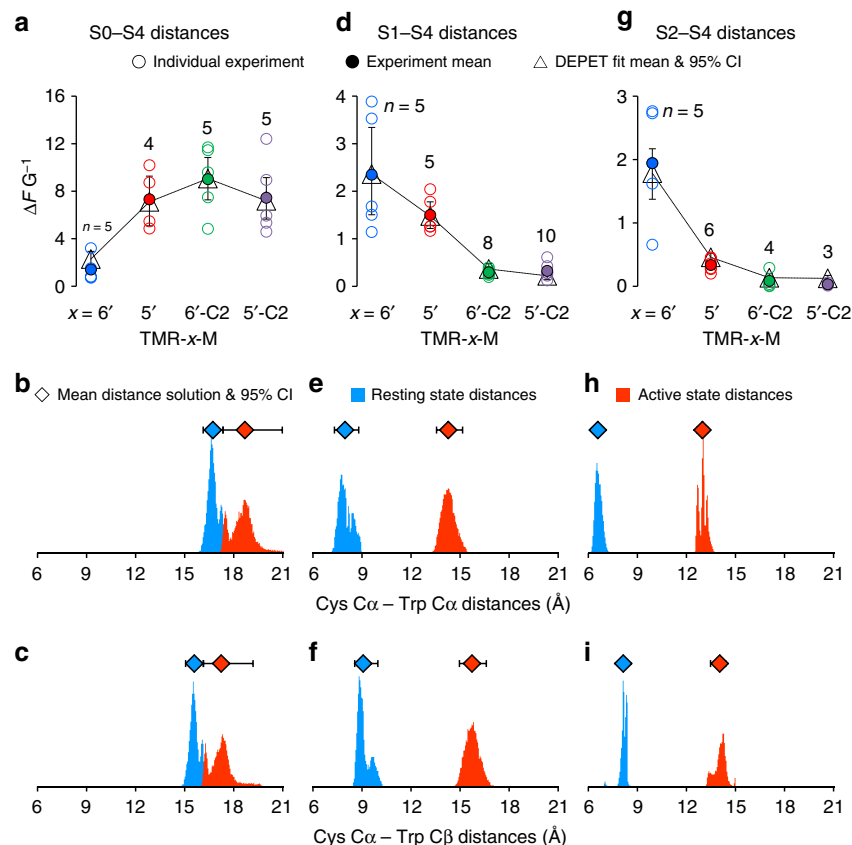 a S0–S4 distances d S1–S4 distances g S2–S4 distances
Individual experiment Experiment mean DEPET fit mean & 95% CI
ΔF G⁻¹
16
12
8
4
0
n = 5 4 5 5
x = 6′ 5′ 6′-C2 5′-C2
TMR-x-M
4
3
2
1
0
n = 5 5 8 10
x = 6′ 5′ 6′-C2 5′-C2
TMR-x-M
3
2
1
0
n = 5 6 4 3
x = 6′ 5′ 6′-C2 5′-C2
TMR-x-M
b Mean distance solution & 95% CI e Resting state distances h Active state distances
6 9 12 15 18 21 6 9 12 15 18 21 6 9 12 15 18 21
Cys Cα – Trp Cα distances (Å)
c f i
6 9 12 15 18 21 6 9 12 15 18 21 6 9 12 15 18 21
Cys Cα – Trp Cβ distances (Å)